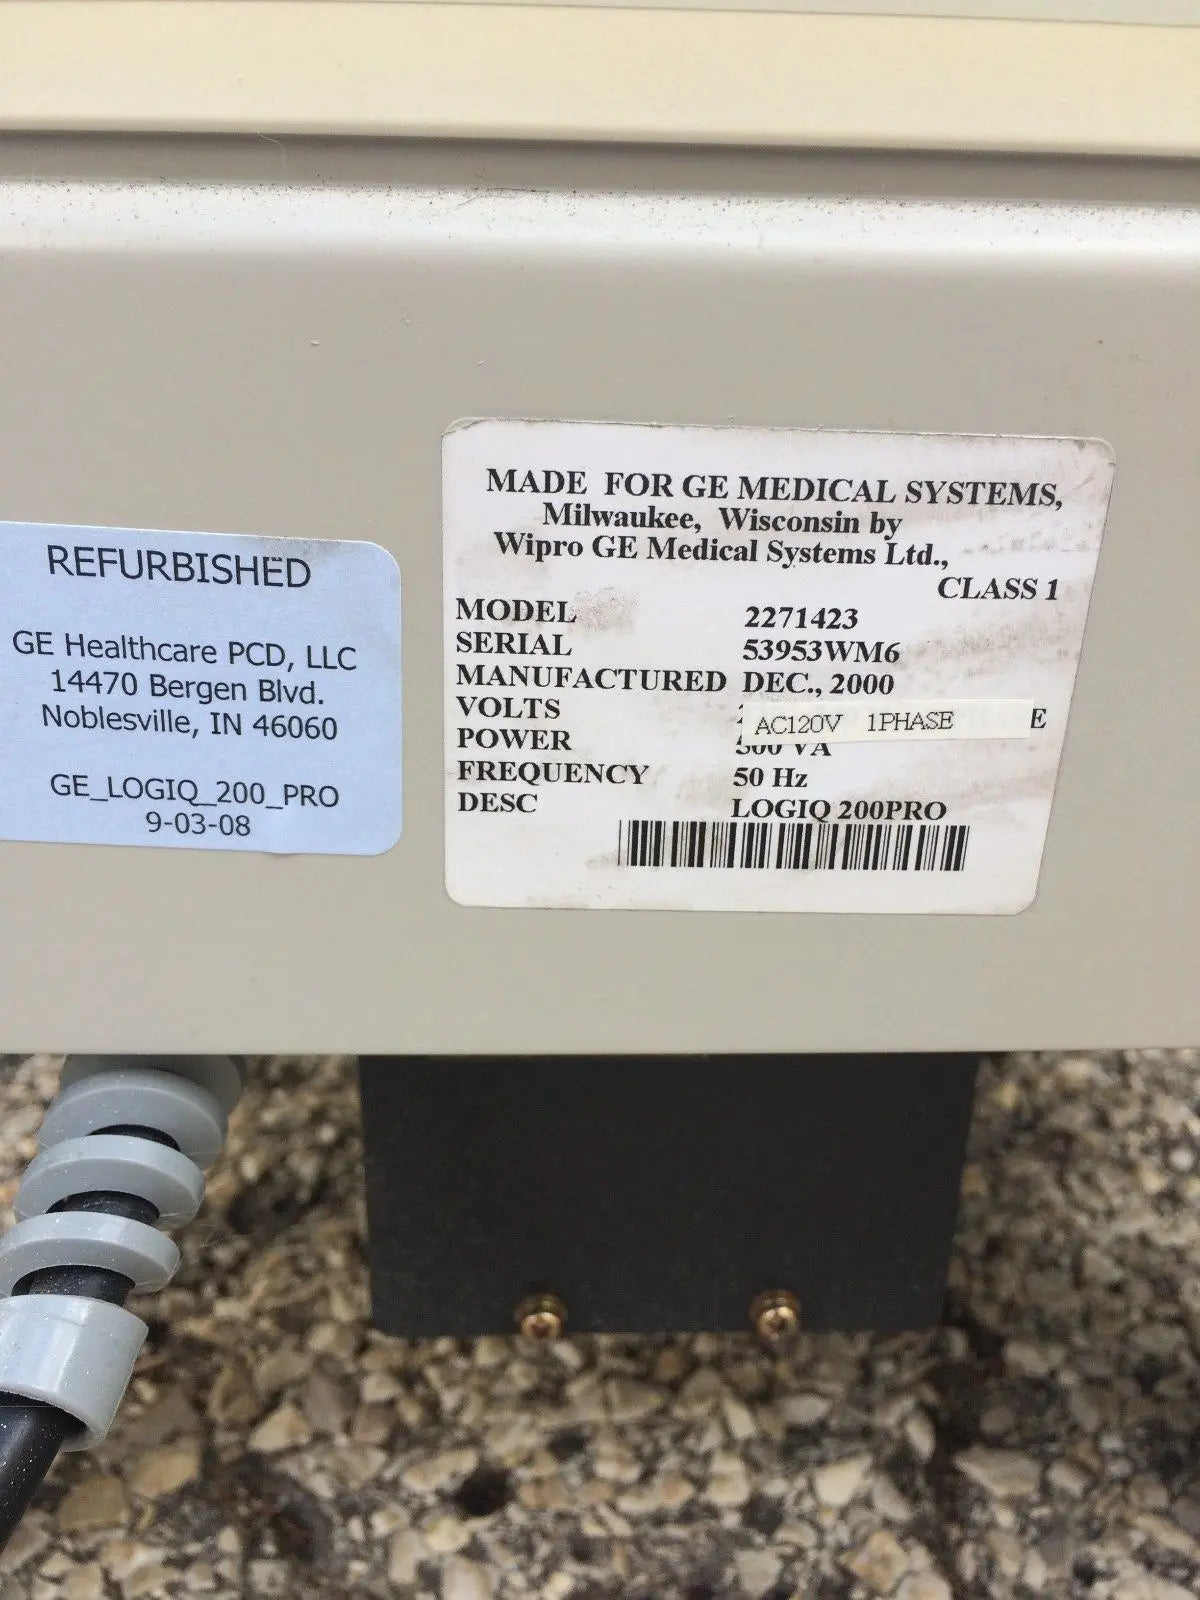 REFURBISHED
GE Healthcare PCD, LLC
14470 Bergen Blvd.
Noblesville, IN 46060
GE_LOGIQ_200_PRO
9-03-08
MADE FOR GE MEDICAL SYSTEMS,
Milwaukee, Wisconsin by
Wipro GE Medical Systems Ltd.,
CLASS 1
MODEL 2271423
SERIAL 53953WM6
MANUFACTURED DEC., 2000
VOLTS AC120V 1PHASE E
POWER 500 VA
FREQUENCY 50 Hz
DESC LOGIQ 200PRO